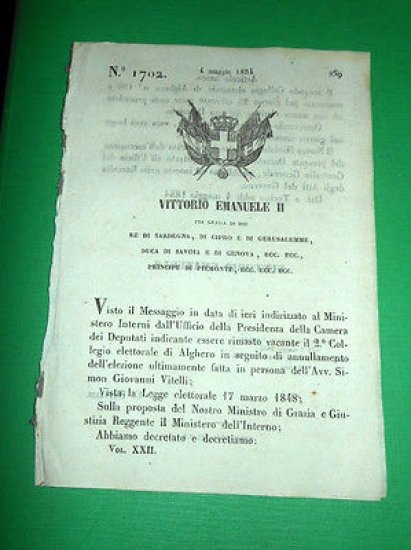 N.° 1702.
4 maggio 1854
189
VITTORIO EMANUELE II
PER GRAZIA DI DIO
RE DI SARDEGNA, DI CIPRO E DI GERUSALEMME,
DUCA DI SAVOIA E DI GENOVA, ECC. ECC.,
PRINCIPE DI PIEMONTE, ECC. ECC. ECC.
Visto il Messaggio in data di ieri indirizzato al Mini-
stero Interni dall'Ufficio della Presidenza della Camera
dei Deputati indicante essere rimasto vacante il 2.° Col-
legio elettorale di Alghero in seguito di annullamento
dell'elezione ultimamente fatta in persona dell'Avv. Si-
mon Giovanni Vitelli;
Vista la Legge elettorale 17 marzo 1848;
Sulla proposta del Nostro Ministro di Grazia e Giu-
stizia Reggente il Ministero dell'Interno;
Abbiamo decretato e decretiamo:
Vol. XXII.